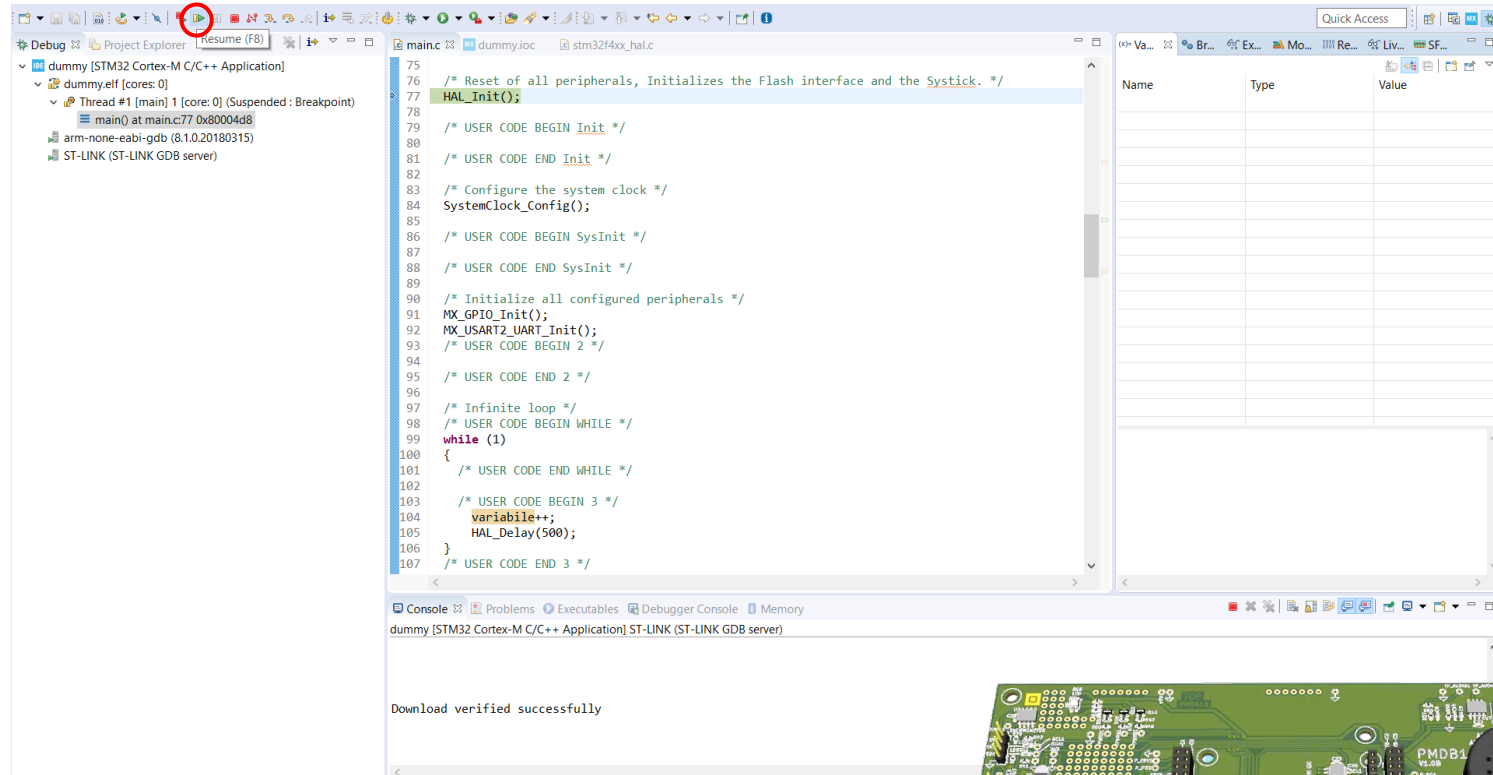 Quick Access
Resume (F8)
Debug
Project Explorer
main.c
dummy.ioc
stm32f4xx_hal.c
(x)= Va...
Br...
Ex...
Mo...
Re...
Liv...
SF...
dummy [STM32 Cortex-M C/C++ Application]
dummy.elf [cores: 0]
Thread #1 [main] 1 [core: 0] (Suspended : Breakpoint)
main() at main.c:77 0x80004d8
arm-none-eabi-gdb (8.1.0.20180315)
ST-LINK (ST-LINK GDB server)
75
76 /* Reset of all peripherals, Initializes the Flash interface and the Systick. */
77 HAL_Init();
78
79 /* USER CODE BEGIN Init */
80
81 /* USER CODE END Init */
82
83 /* Configure the system clock */
84 SystemClock_Config();
85
86 /* USER CODE BEGIN SysInit */
87
88 /* USER CODE END SysInit */
89
90 /* Initialize all configured peripherals */
91 MX_GPIO_Init();
92 MX_USART2_UART_Init();
93 /* USER CODE BEGIN 2 */
94
95 /* USER CODE END 2 */
96
97 /* Infinite loop */
98 /* USER CODE BEGIN WHILE */
99 while (1)
100 {
101 /* USER CODE END WHILE */
102
103 /* USER CODE BEGIN 3 */
104 variabile++;
105 HAL_Delay(500);
106 }
107 /* USER CODE END 3 */
Name Type Value
Console
Problems
Executables
Debugger Console
Memory
dummy [STM32 Cortex-M C/C++ Application] ST-LINK (ST-LINK GDB server)
Download verified successfully
PMDB1
V1.0B